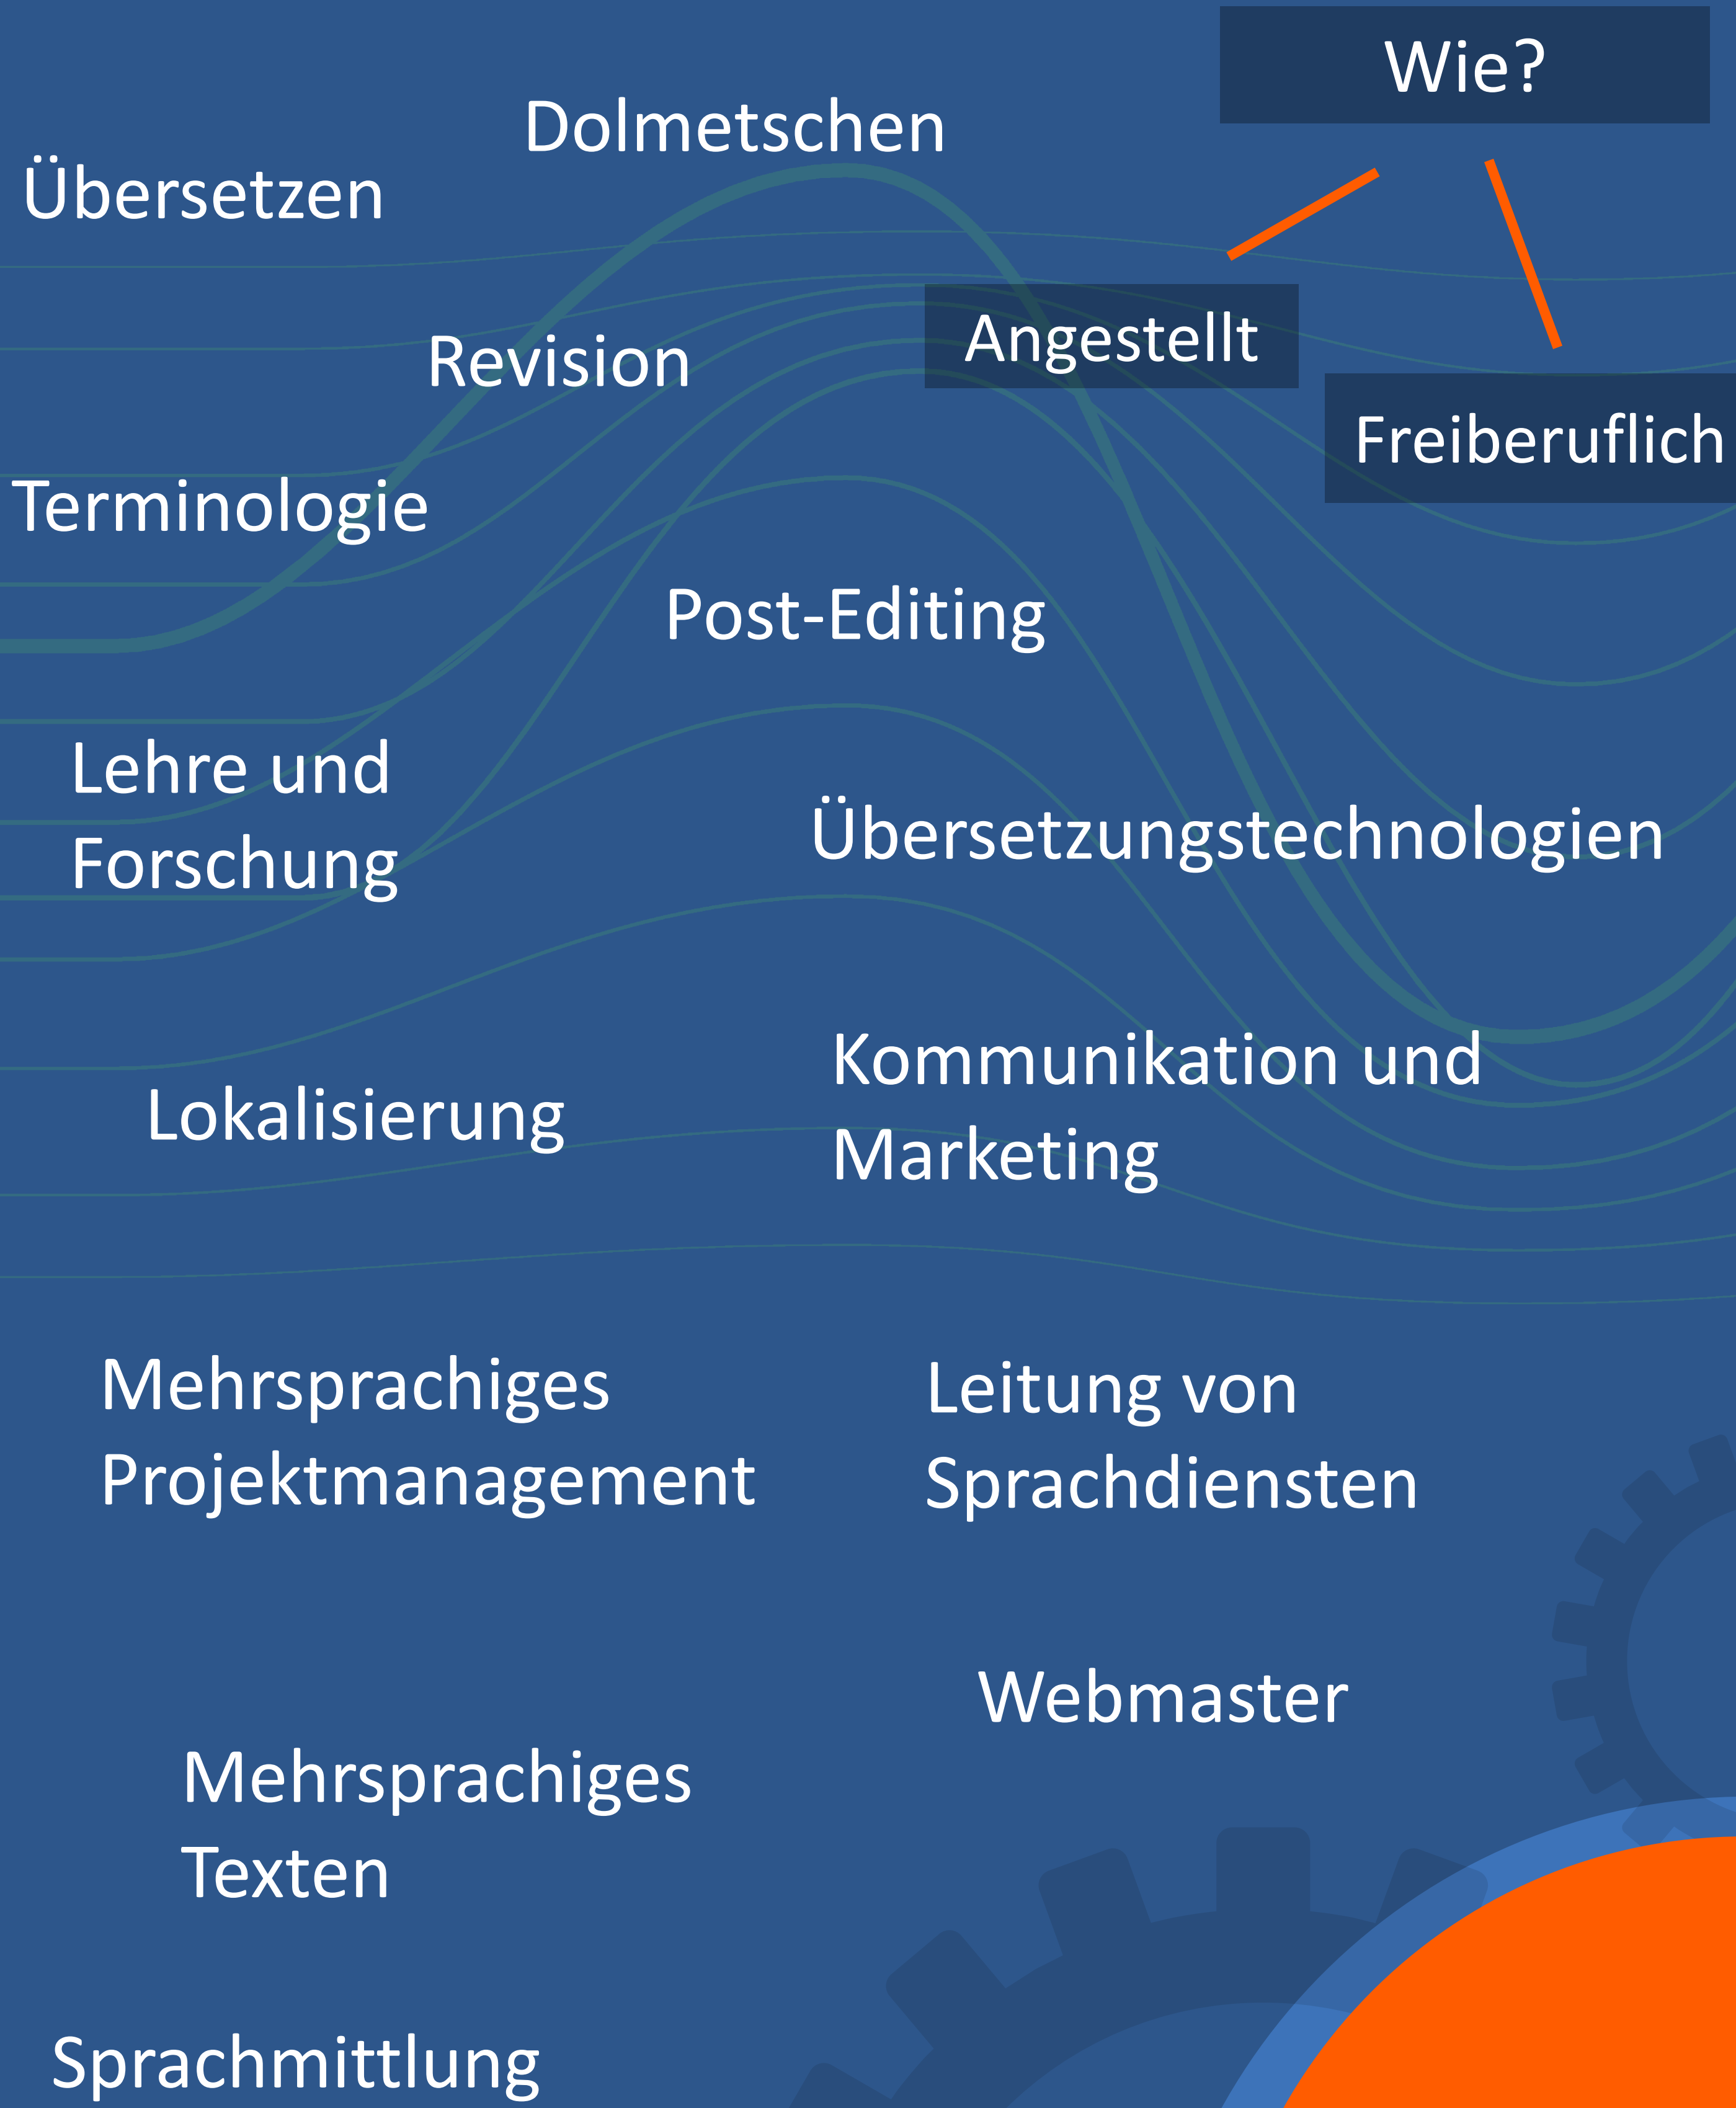 Wie?
Dolmetschen
Übersetzen
Angestellt
Revision
Freiberuflich
Terminologie
Post-Editing
Lehre und
Forschung
Übersetzungstechnologien
Kommunikation und
Marketing
Lokalisierung
Mehrsprachiges
Projektmanagement
Leitung von
Sprachdiensten
Webmaster
Mehrsprachiges
Texten
Sprachmittlung